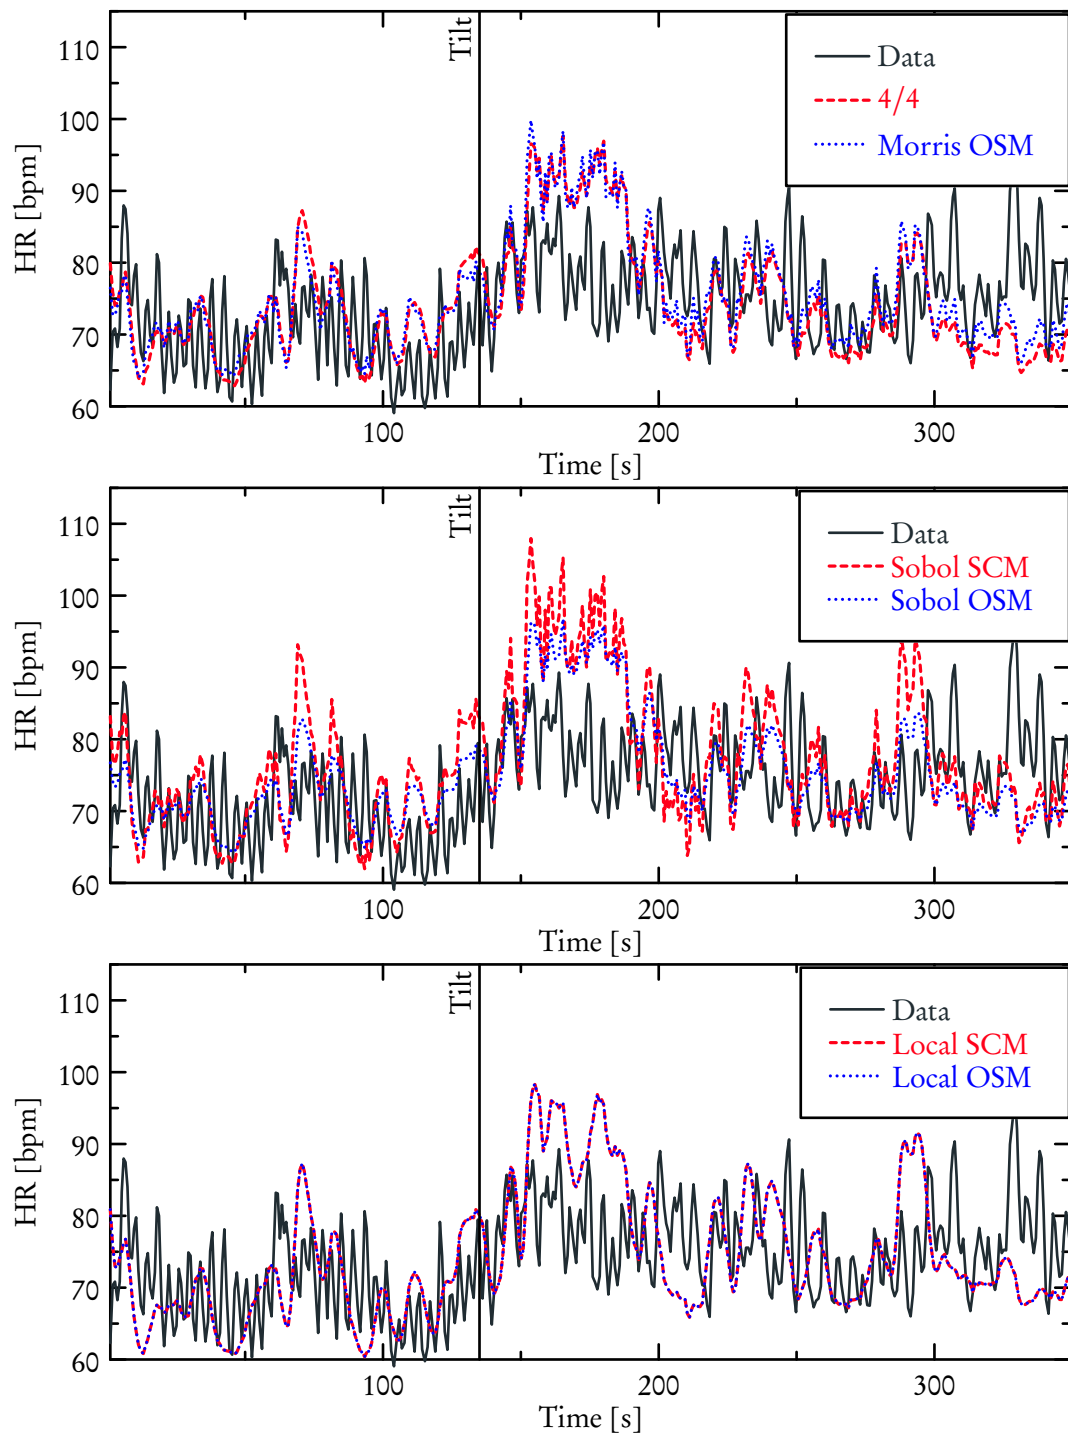 110
100
90
80
70
60
HR [bpm]
Tilt
Data
4/4
Morris OSM
100
200
300
Time [s]
110
100
90
80
70
60
HR [bpm]
Tilt
Data
Sobol SCM
Sobol OSM
100
200
300
Time [s]
110
100
90
80
70
60
HR [bpm]
Tilt
Data
Local SCM
Local OSM
100
200
300
Time [s]